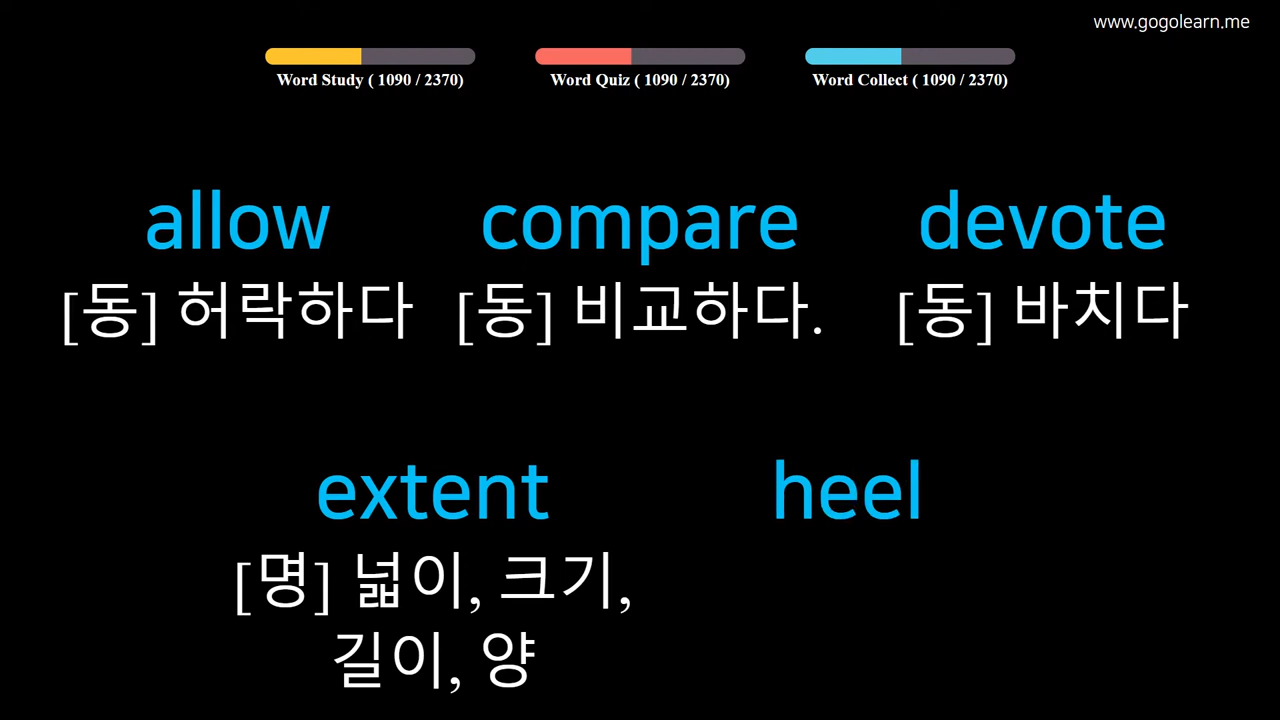 www.gogolearn.me
Word Study ( 1090 / 2370)
Word Quiz ( 1090 / 2370)
Word Collect ( 1090 / 2370)
allow
[동] 허락하다
compare
[동] 비교하다.
devote
[동] 바치다
extent
[명] 넓이, 크기,
길이, 양
heel